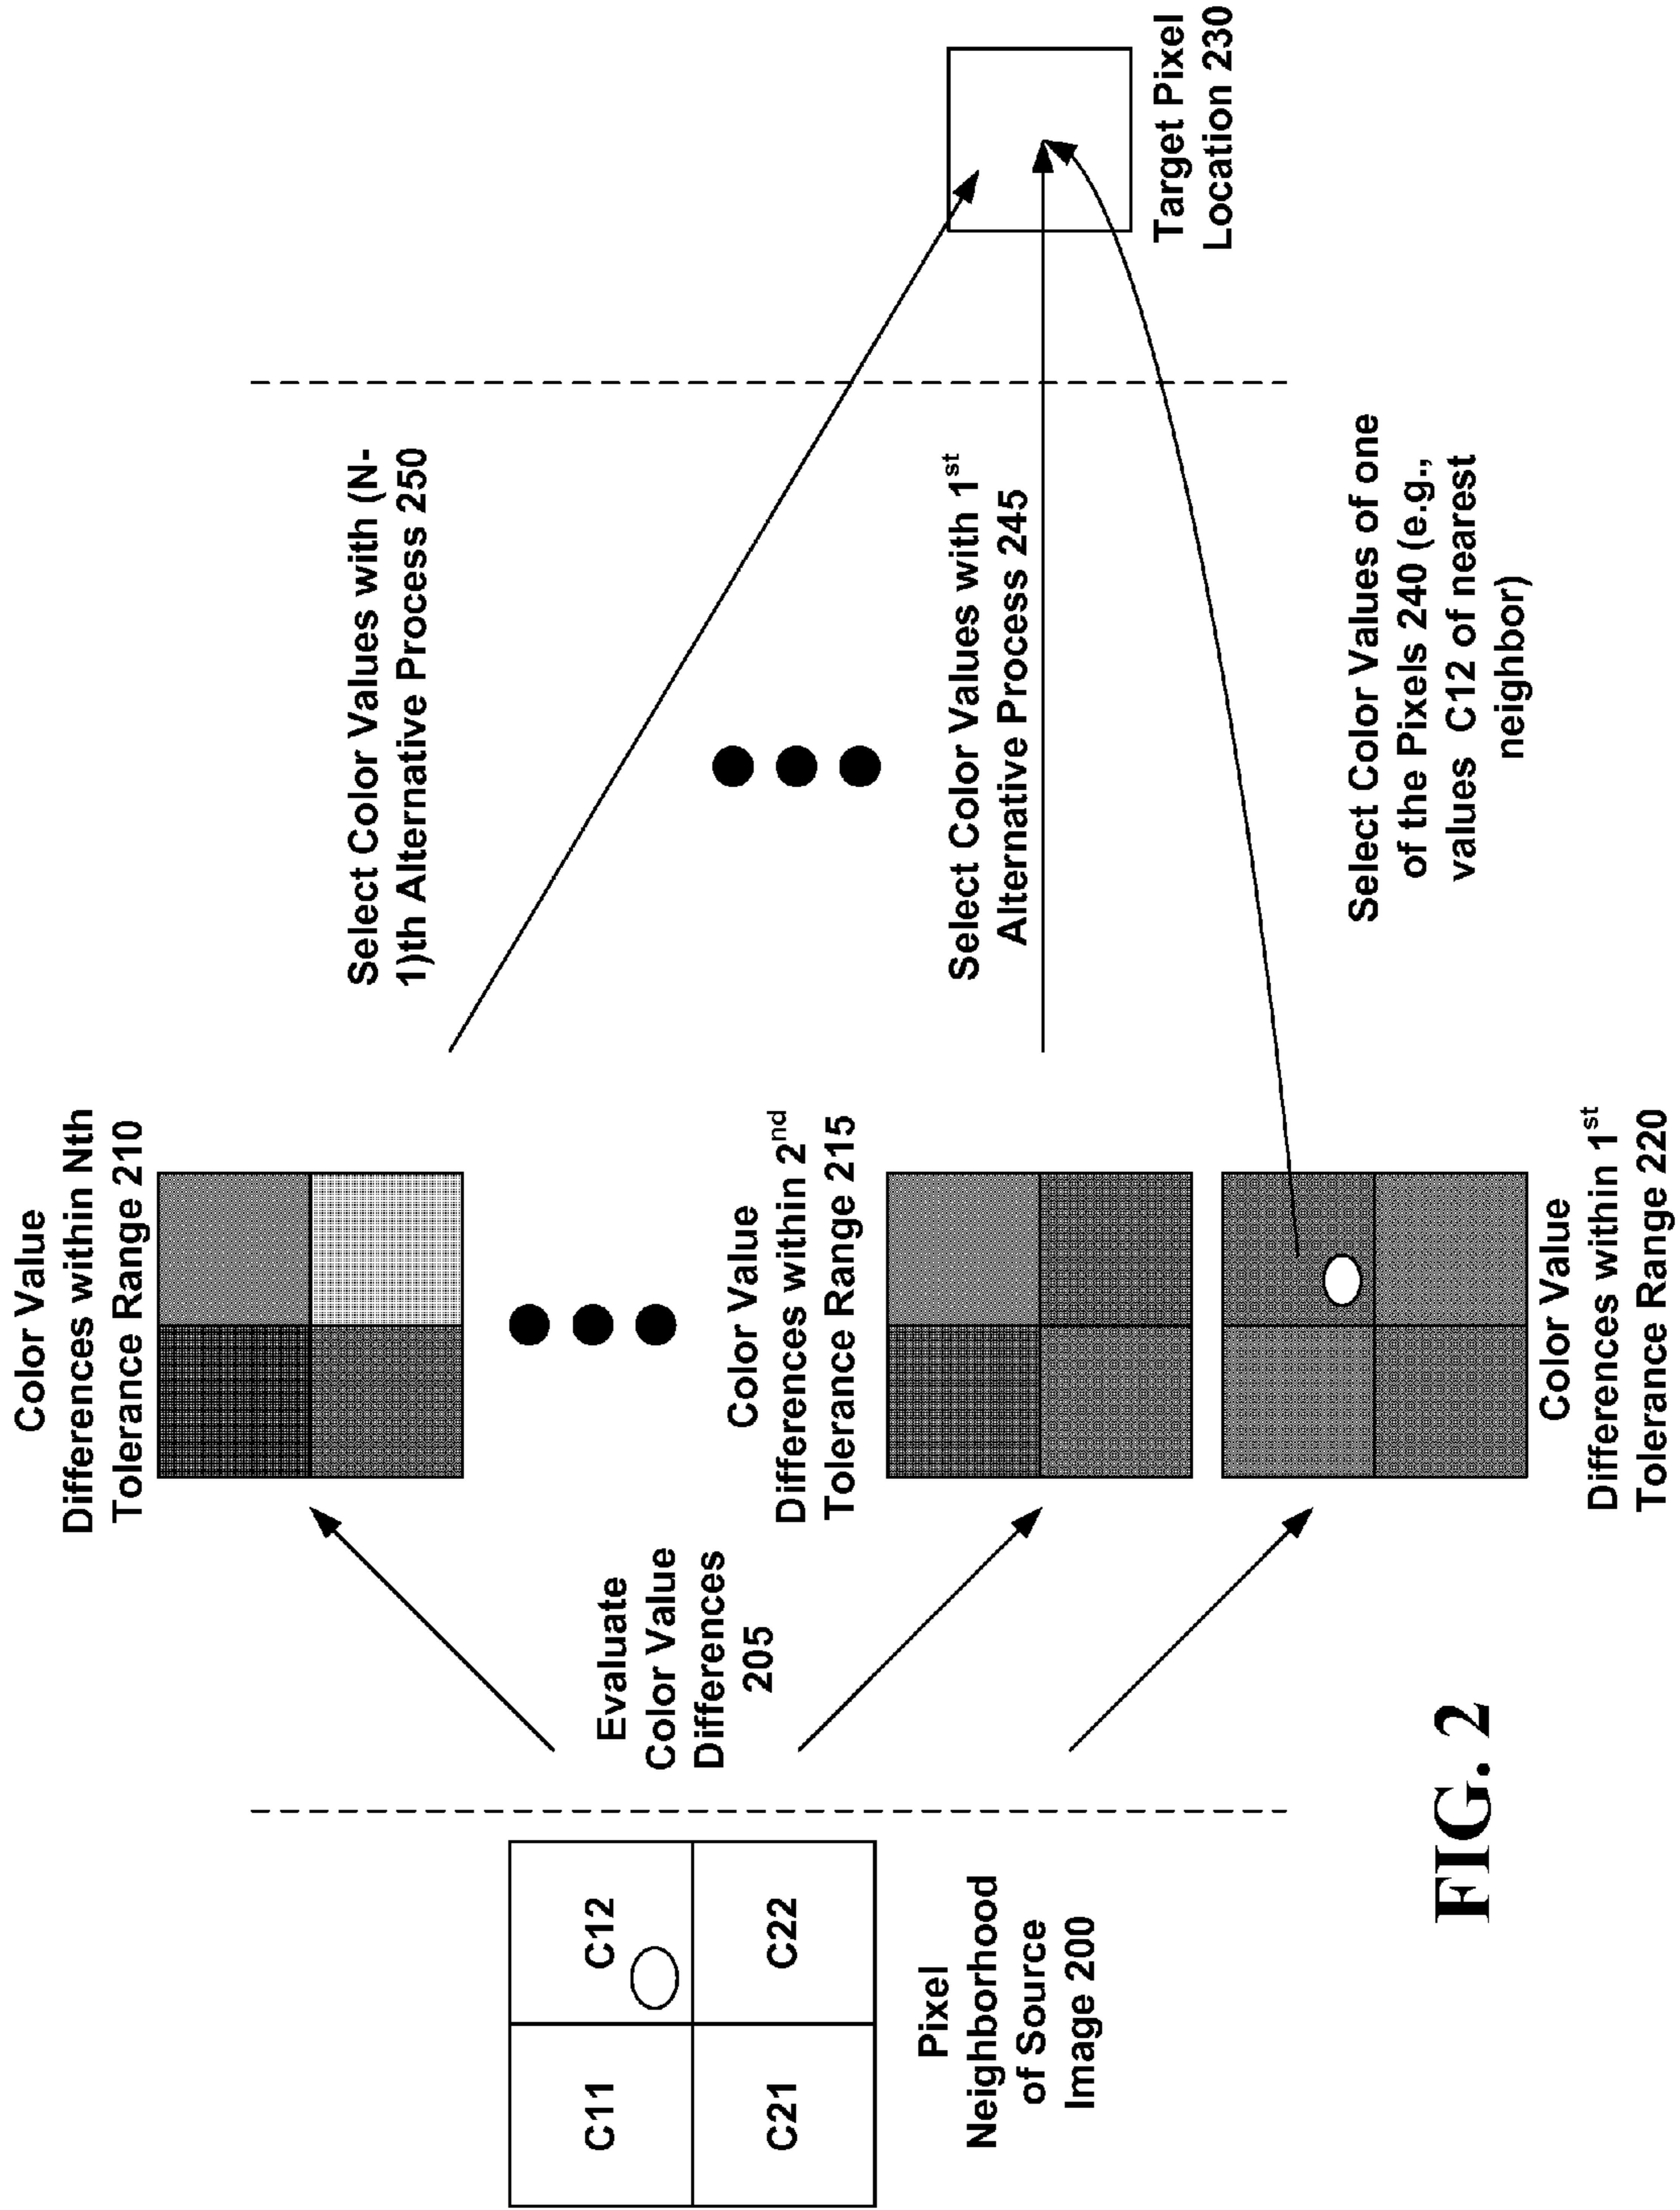 C11
C12
C21
C22
Pixel
Neighborhood
of Source
Image 200
Evaluate
Color Value
Differences
205
Color Value
Differences within Nth
Tolerance Range 210
Color Value
Differences within 2nd
Tolerance Range 215
Color Value
Differences within 1st
Tolerance Range 220
Select Color Values with (N-
1)th Alternative Process 250
Select Color Values with 1st
Alternative Process 245
Select Color Values of one
of the Pixels 240 (e.g.,
values C12 of nearest
neighbor)
Target Pixel
Location 230
FIG. 2